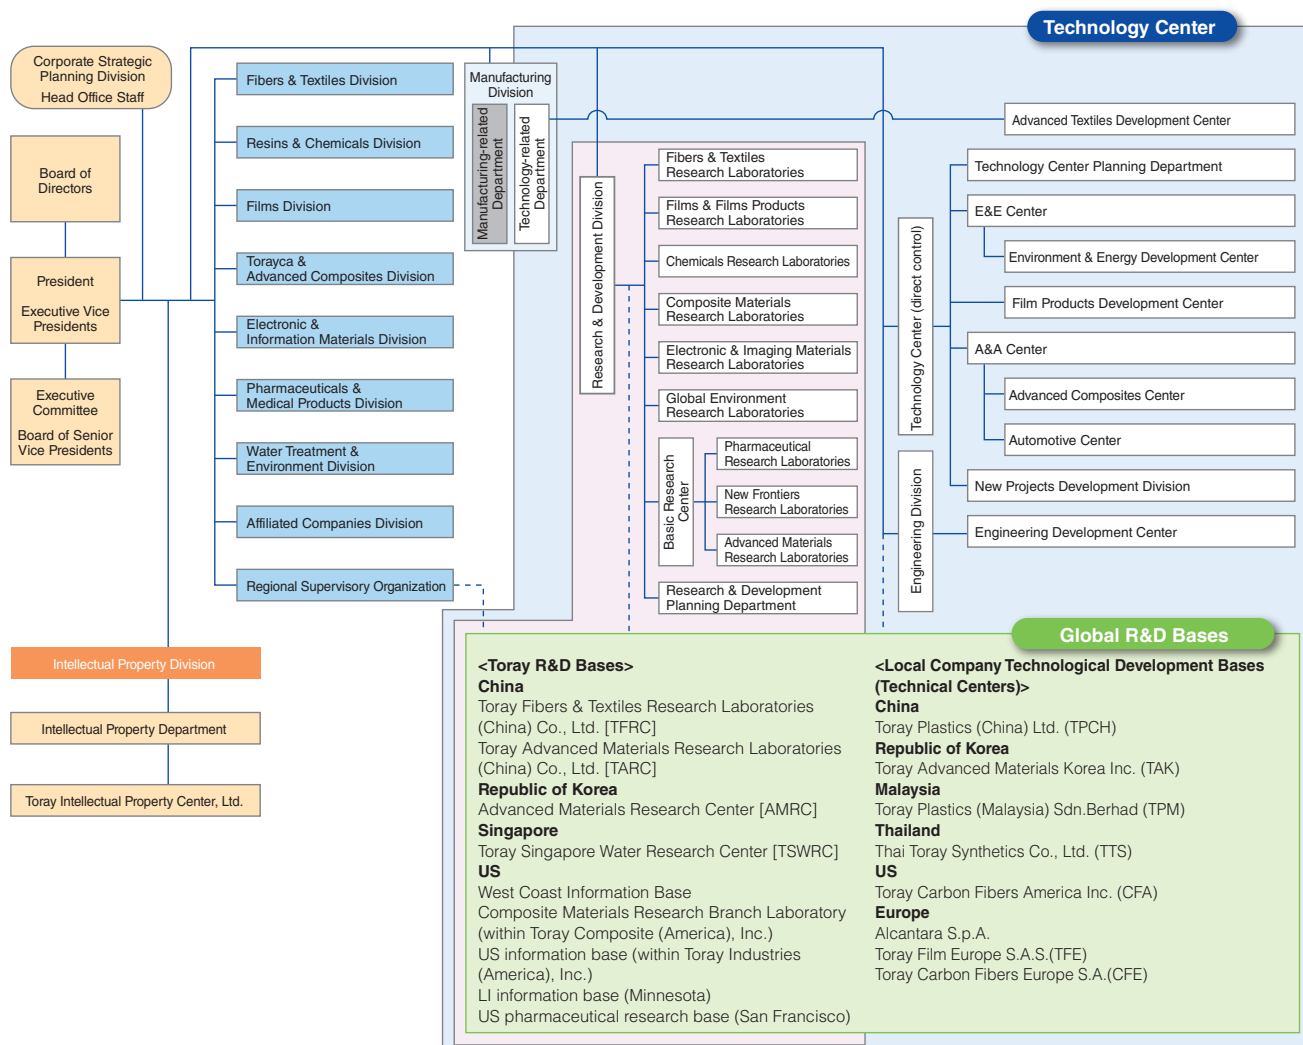 Technology Center
Corporate Strategic
Planning Division
Head Office Staff
Board of
Directors
President
Executive Vice
Presidents
Executive
Committee
Board of Senior
Vice Presidents
Fibers & Textiles Division
Resins & Chemicals Division
Films Division
Torayca &
Advanced Composites Division
Electronic &
Information Materials Division
Pharmaceuticals &
Medical Products Division
Water Treatment &
Environment Division
Affiliated Companies Division
Regional Supervisory Organization
Intellectual Property Division
Intellectual Property Department
Toray Intellectual Property Center, Ltd.
Manufacturing
Division
Manufacturing-related
Department
Technology-related
Department
Research & Development Division
Fibers & Textiles
Research Laboratories
Films & Films Products
Research Laboratories
Chemicals Research Laboratories
Composite Materials
Research Laboratories
Electronic & Imaging Materials
Research Laboratories
Global Environment
Research Laboratories
Basic Research
Center
Pharmaceutical
Research Laboratories
New Frontiers
Research Laboratories
Advanced Materials
Research Laboratories
Research & Development
Planning Department
Technology Center (direct control)
Engineering Division
Advanced Textiles Development Center
Technology Center Planning Department
E&E Center
Environment & Energy Development Center
Film Products Development Center
A&A Center
Advanced Composites Center
Automotive Center
New Projects Development Division
Engineering Development Center
Global R&D Bases
<Toray R&D Bases>
China
Toray Fibers & Textiles Research Laboratories
(China) Co., Ltd. [TFRC]
Toray Advanced Materials Research Laboratories
(China) Co., Ltd. [TARC]
Republic of Korea
Advanced Materials Research Center [AMRC]
Singapore
Toray Singapore Water Research Center [TSWRC]
US
West Coast Information Base
Composite Materials Research Branch Laboratory
(within Toray Composite (America), Inc.)
US information base (within Toray Industries
(America), Inc.)
LI information base (Minnesota)
US pharmaceutical research base (San Francisco)
<Local Company Technological Development Bases
(Technical Centers)>
China
Toray Plastics (China) Ltd. (TPCH)
Republic of Korea
Toray Advanced Materials Korea Inc. (TAK)
Malaysia
Toray Plastics (Malaysia) Sdn.Berhad (TPM)
Thailand
Thai Toray Synthetics Co., Ltd. (TTS)
US
Toray Carbon Fibers America Inc. (CFA)
Europe
Alcantara S.p.A.
Toray Film Europe S.A.S.(TFE)
Toray Carbon Fibers Europe S.A.(CFE)